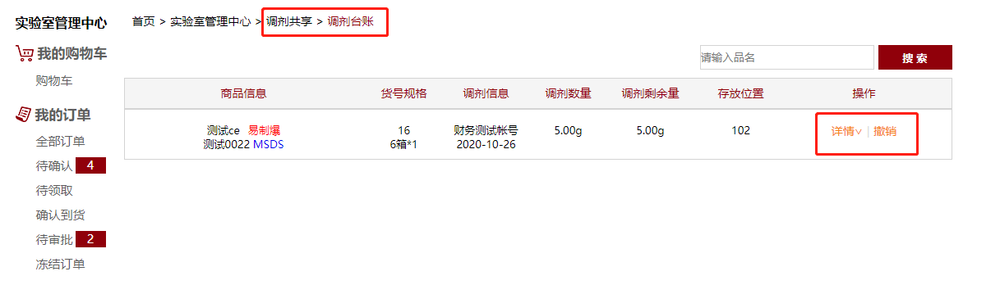 实验室管理中心
首页 > 实验室管理中心 > 调剂共享 > 调剂台账
我的购物车
购物车
我的订单
全部订单
待确认 4
待领取
确认到货
待审批 2
冻结订单
请输入品名 搜 索
商品信息 货号规格 调剂信息 调剂数量 调剂剩余量 存放位置 操作
测试ce 易制爆 16 财务测试帐号 5.00g 5.00g 102 详情∨ | 撤销
测试0022 MSDS 6箱*1 2020-10-26